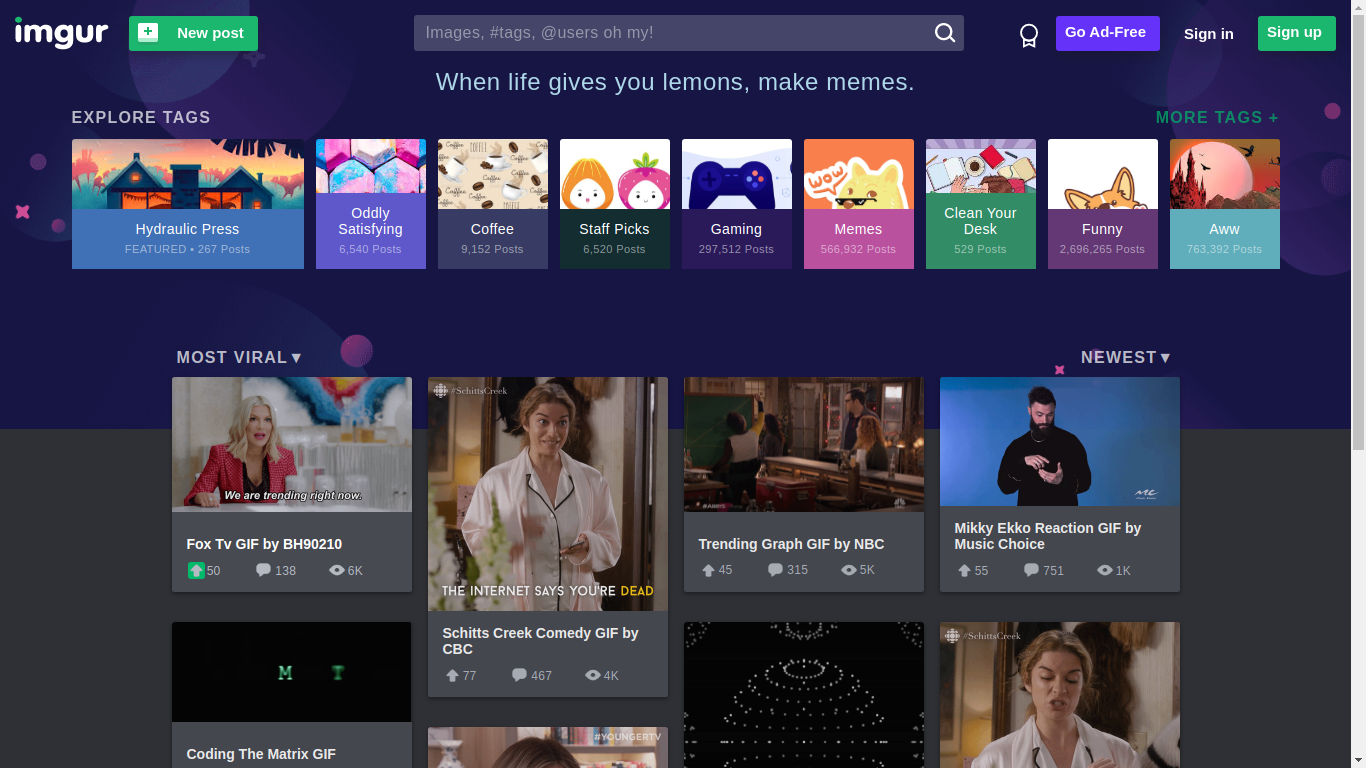 imgur
New post
Images, #tags, @users oh my!
Go Ad-Free
Sign in
Sign up
When life gives you lemons, make memes.
EXPLORE TAGS
MORE TAGS +
Hydraulic Press
FEATURED • 267 Posts
Oddly
Satisfying
6,540 Posts
COFFEE
Coffee
Coffee
Coffee
Coffee
9,152 Posts
Staff Picks
6,520 Posts
Gaming
297,512 Posts
WOW
Memes
566,932 Posts
Clean Your
Desk
529 Posts
Funny
2,696,265 Posts
Aww
763,392 Posts
MOST VIRAL ▼
NEWEST ▼
We are trending right now.
Fox Tv GIF by BH90210
50 138 6K
#SchittsCreek
THE INTERNET SAYS YOU'RE DEAD
Schitts Creek Comedy GIF by
CBC
77 467 4K
Trending Graph GIF by NBC
45 315 5K
MC
Mikky Ekko Reaction GIF by
Music Choice
55 751 1K
M T
Coding The Matrix GIF
#YOUNGERTV
#SchittsCreek